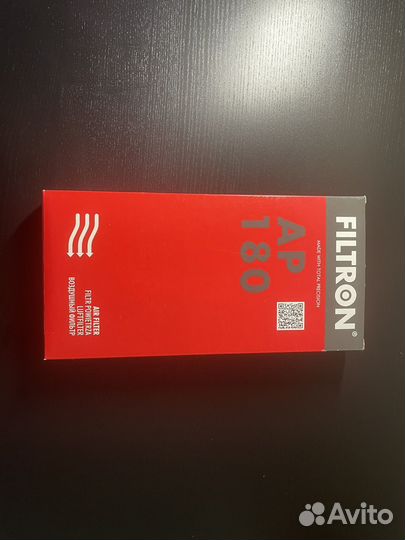 FILTRON®
MADE WITH TOTAL PRECISION
AP
180
AIR FILTER
FILTR POWIETRZA
LUFTFILTER
ВОЗДУШНЫЙ ФИЛЬТР
Avito